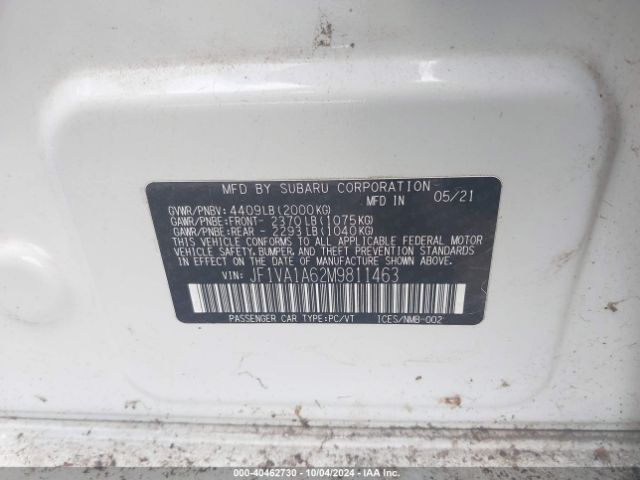 MFD BY SUBARU CORPORATION
MFD IN 05/21
GVWR/PNBV: 4409LB(2000KG)
GAWR/PNBE:FRONT- 2370LB(1075KG)
GAWR/PNBE:REAR - 2293LB(1040KG)
THIS VEHICLE CONFORMS TO ALL APPLICABLE FEDERAL MOTOR
VEHICLE SAFETY, BUMPER, AND THEFT PREVENTION STANDARDS
IN EFFECT ON THE DATE OF MANUFACTURE SHOWN ABOVE.
VIN: JF1VA1A62M9811463
PASSENGER CAR TYPE:PC/VT ICES/NMB-002
000-40462730 - 10/04/2024 - IAA Inc.